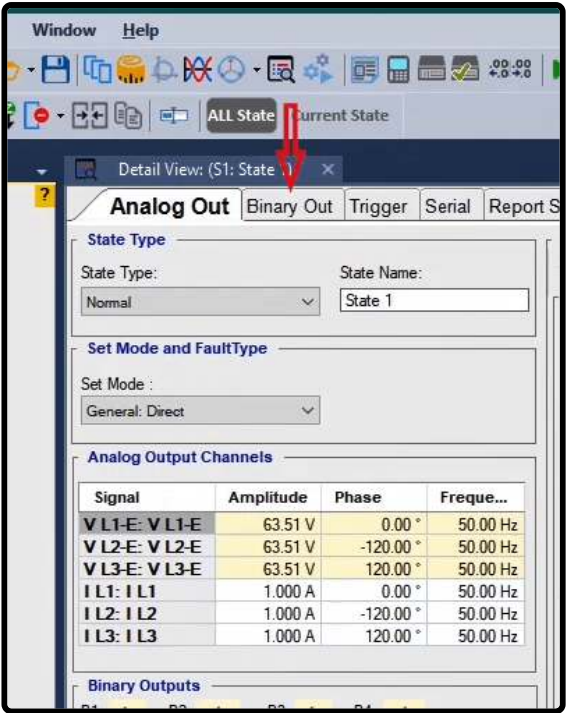 Window Help
ALL State Current State
Detail View: (S1: State 1) ×
?
Analog Out Binary Out Trigger Serial Report S
State Type
State Type: State Name:
Normal State 1
Set Mode and FaultType
Set Mode :
General: Direct
Analog Output Channels
Signal Amplitude Phase Freque...
V L1-E: V L1-E 63.51 V 0.00 ° 50.00 Hz
V L2-E: V L2-E 63.51 V -120.00 ° 50.00 Hz
V L3-E: V L3-E 63.51 V 120.00 ° 50.00 Hz
I L1: I L1 1.000 A 0.00 ° 50.00 Hz
I L2: I L2 1.000 A -120.00 ° 50.00 Hz
I L3: I L3 1.000 A 120.00 ° 50.00 Hz
Binary Outputs